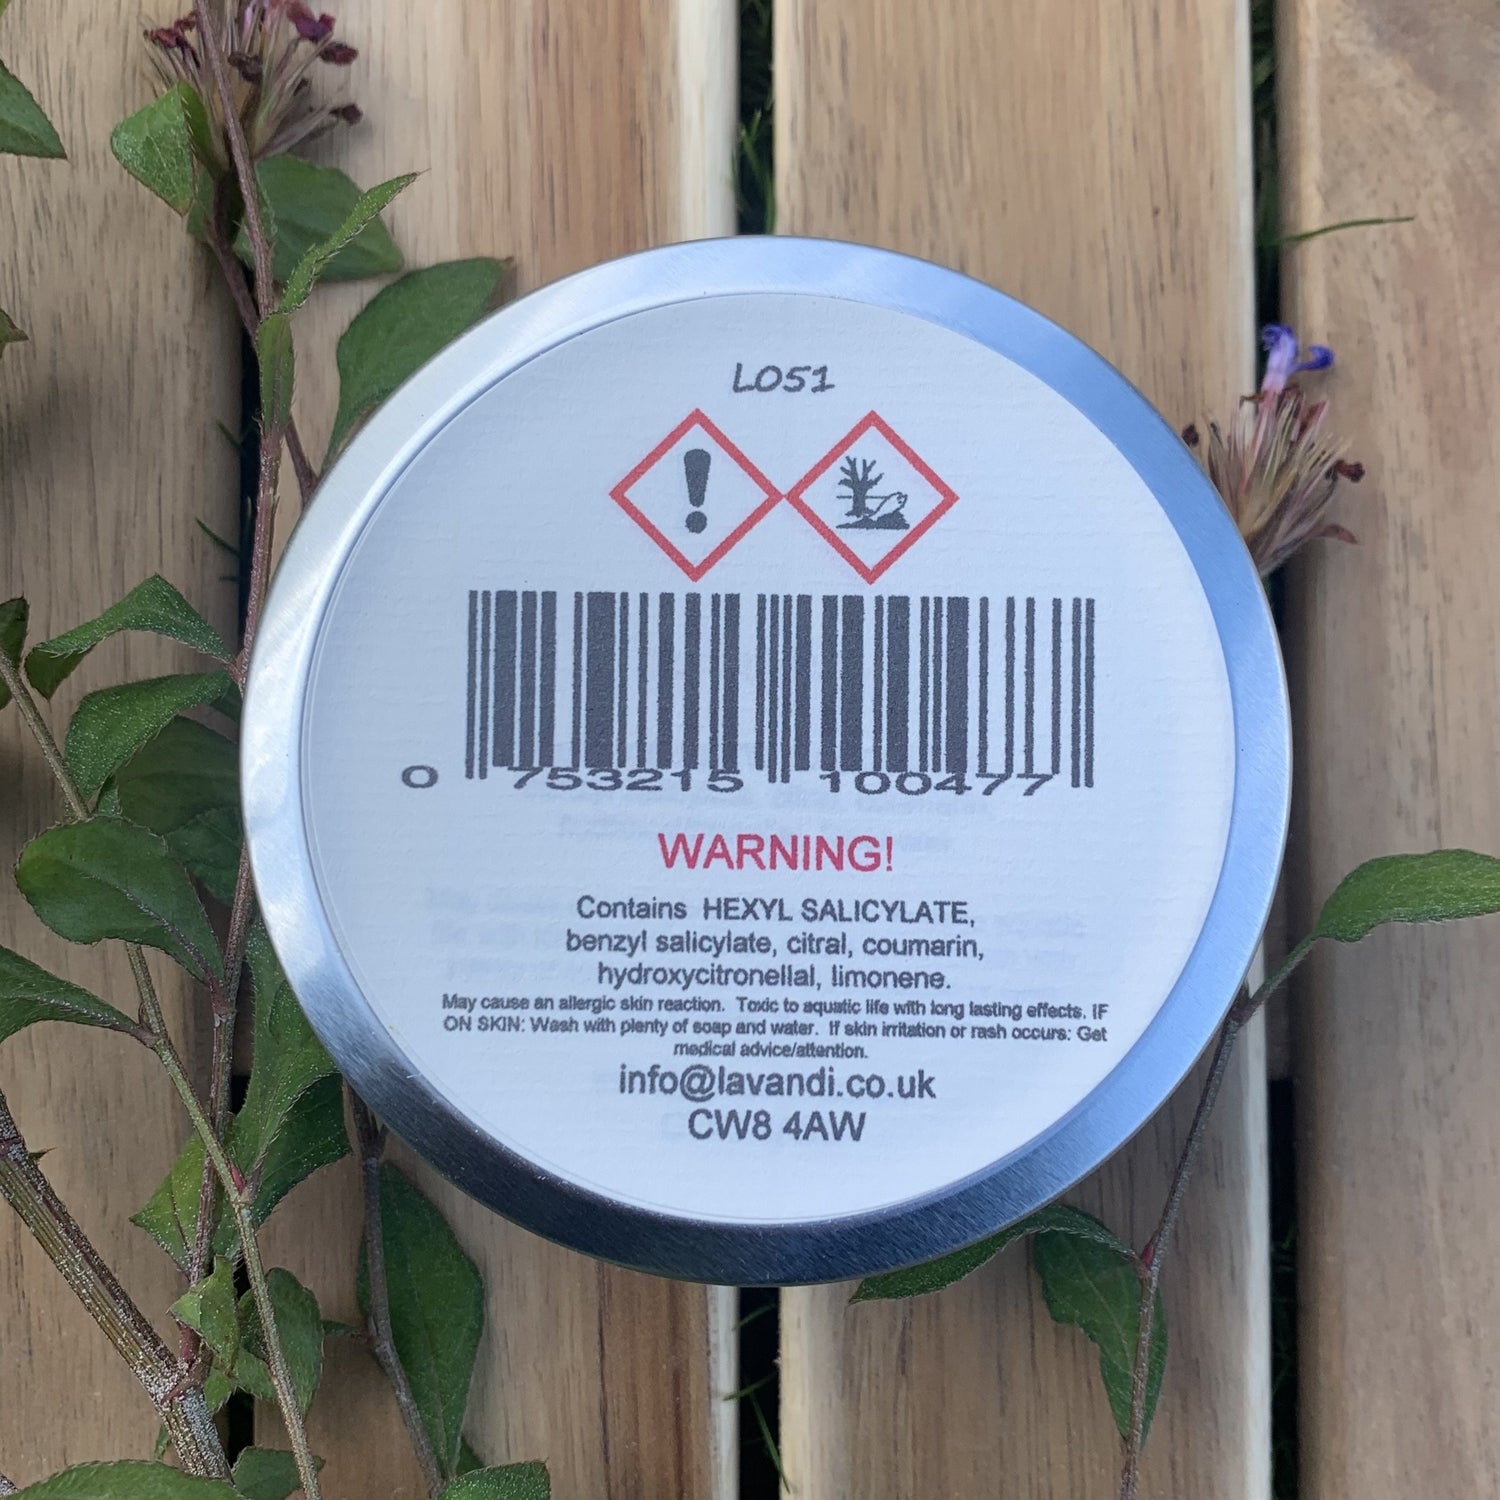 L051
0 753215 100477
WARNING!
Contains HEXYL SALICYLATE,
benzyl salicylate, citral, coumarin,
hydroxycitronellal, limonene.
May cause an allergic skin reaction. Toxic to aquatic life with long lasting effects. IF
ON SKIN: Wash with plenty of soap and water. If skin irritation or rash occurs: Get
medical advice/attention.
info@lavandi.co.uk
CW8 4AW